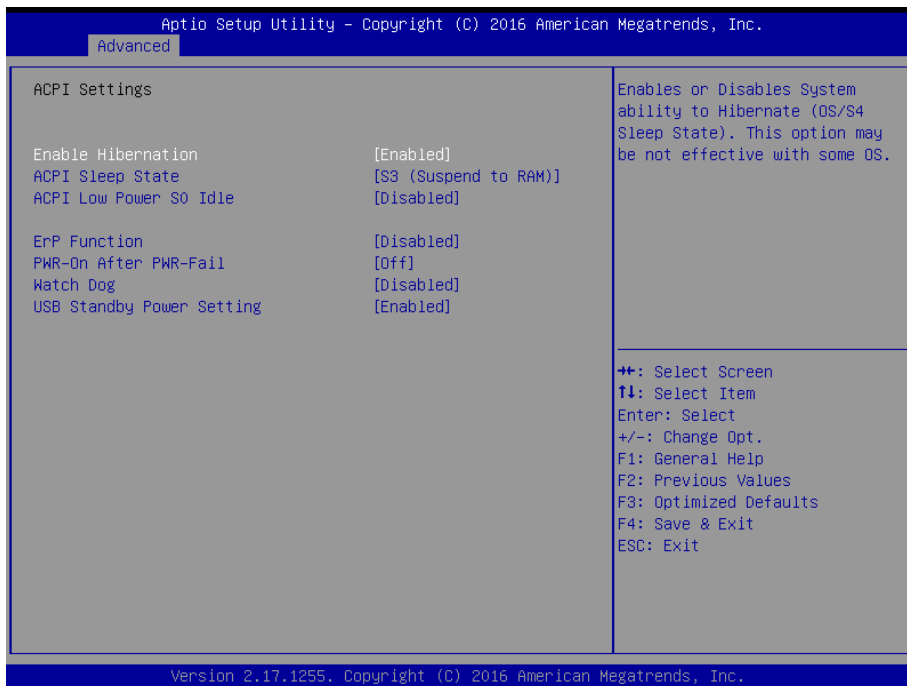 Aptio Setup Utility – Copyright (C) 2016 American Megatrends, Inc.
Advanced
ACPI Settings
Enable Hibernation [Enabled]
ACPI Sleep State [S3 (Suspend to RAM)]
ACPI Low Power S0 Idle [Disabled]
ErP Function [Disabled]
PWR-On After PWR-Fail [Off]
Watch Dog [Disabled]
USB Standby Power Setting [Enabled]
Enables or Disables System
ability to Hibernate (OS/S4
Sleep State). This option may
be not effective with some OS.
→←: Select Screen
↑↓: Select Item
Enter: Select
+/-: Change Opt.
F1: General Help
F2: Previous Values
F3: Optimized Defaults
F4: Save & Exit
ESC: Exit
Version 2.17.1255. Copyright (C) 2016 American Megatrends, Inc.